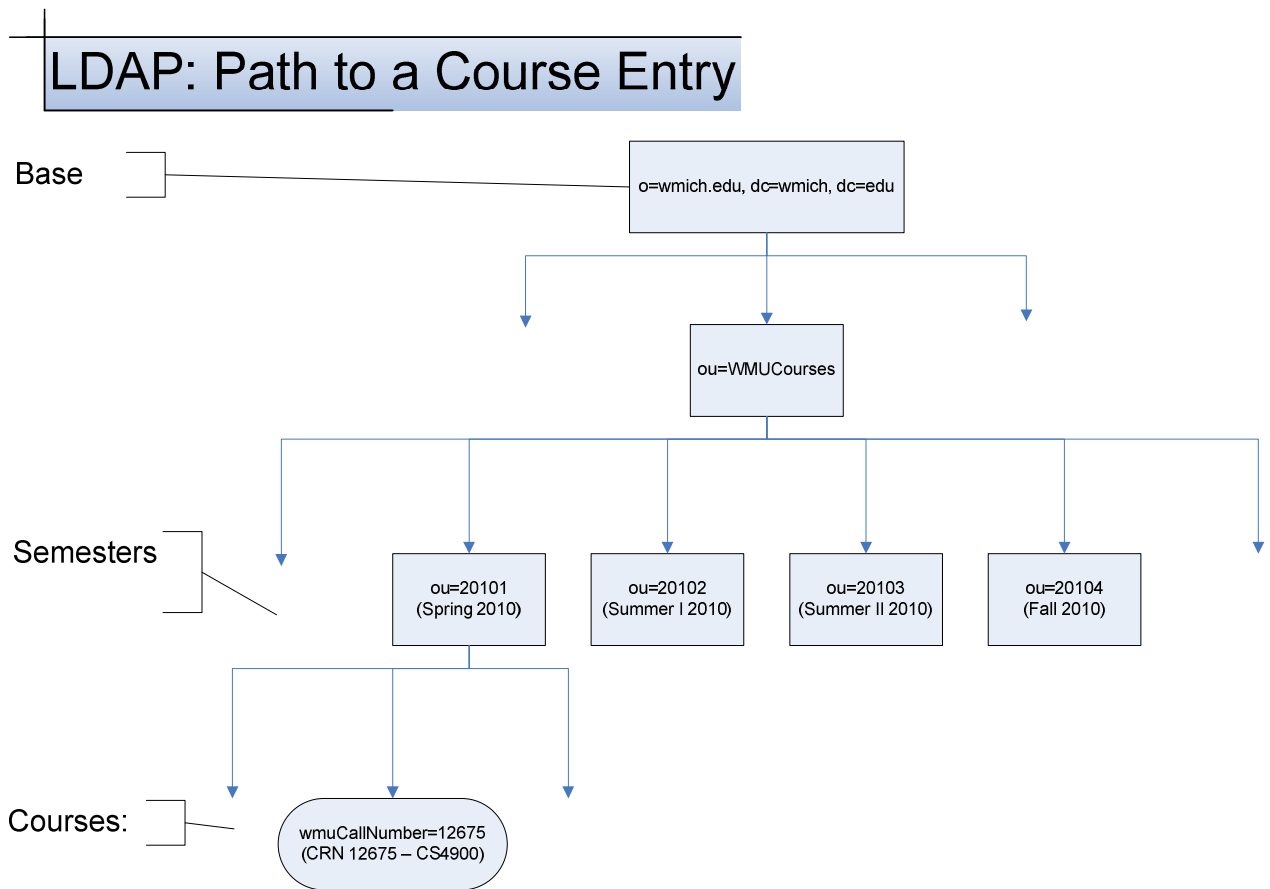 LDAP: Path to a Course Entry
Base
o=wmich.edu, dc=wmich, dc=edu
ou=WMUCourses
Semesters
ou=20101
(Spring 2010)
ou=20102
(Summer I 2010)
ou=20103
(Summer II 2010)
ou=20104
(Fall 2010)
Courses:
wmuCallNumber=12675
(CRN 12675 – CS4900)